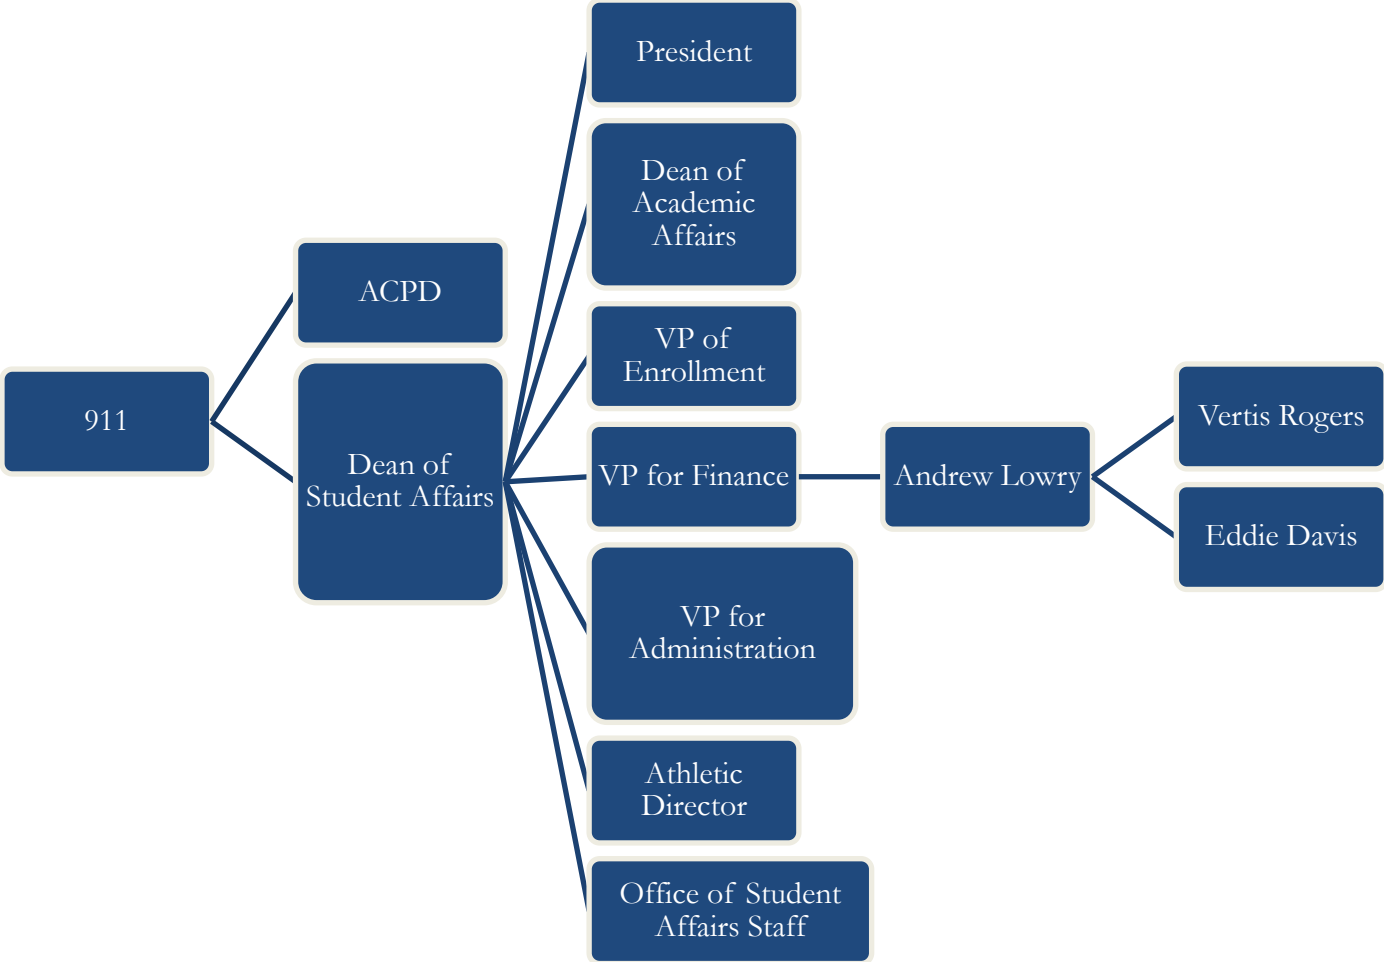 911
ACPD
Dean of
Student Affairs
President
Dean of
Academic
Affairs
VP of
Enrollment
VP for Finance
Andrew Lowry
Vertis Rogers
Eddie Davis
VP for
Administration
Athletic
Director
Office of Student
Affairs Staff